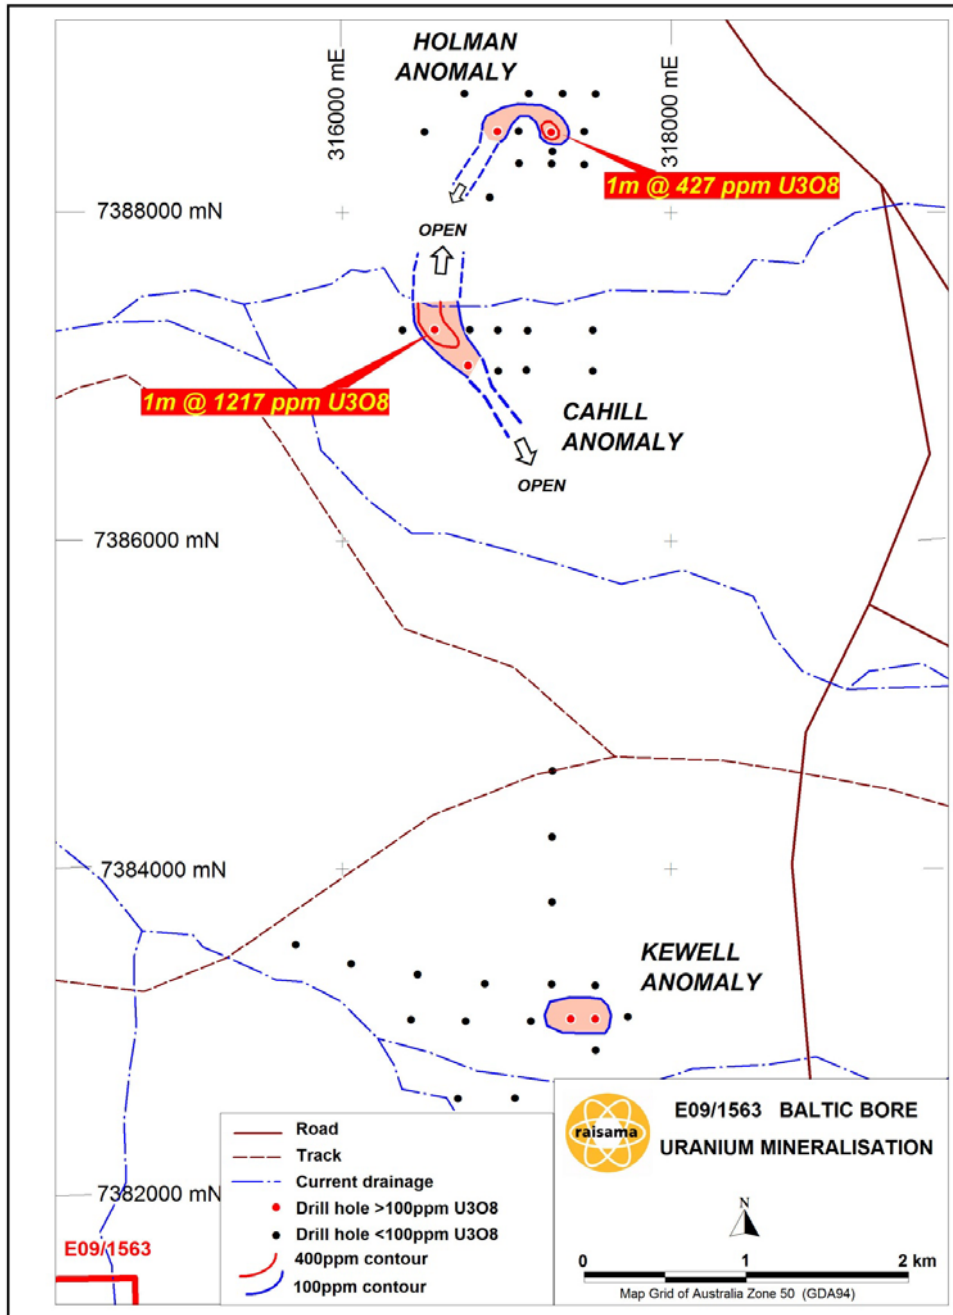 HOLMAN
ANOMALY
316000 mE
318000 mE
1m @ 427 ppm U3O8
7388000 mN
OPEN
1m @ 1217 ppm U3O8
CAHILL
ANOMALY
OPEN
7386000 mN
7384000 mN
KEWELL
ANOMALY
7382000 mN
E09/1563
Road
Track
Current drainage
Drill hole >100ppm U3O8
Drill hole <100ppm U3O8
400ppm contour
100ppm contour
raisama
E09/1563 BALTIC BORE
URANIUM MINERALISATION
N
0 1 2 km
Map Grid of Australia Zone 50 (GDA94)